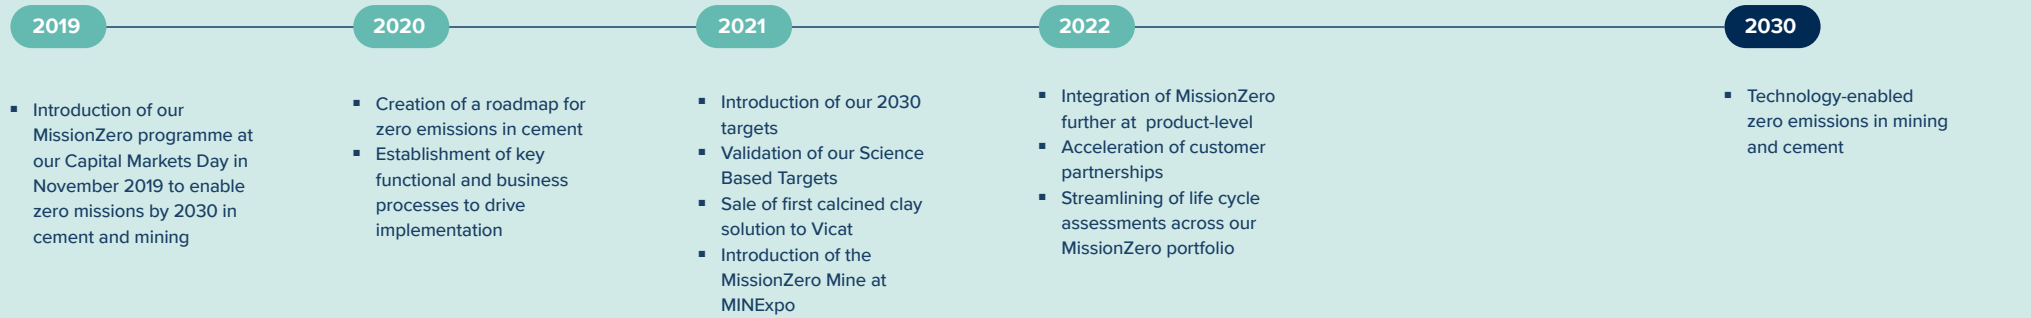 2019
2020
2021
2022
2030
▪ Introduction of our
MissionZero programme at
our Capital Markets Day in
November 2019 to enable
zero missions by 2030 in
cement and mining
▪ Creation of a roadmap for
zero emissions in cement
▪ Establishment of key
functional and business
processes to drive
implementation
▪ Introduction of our 2030
targets
▪ Validation of our Science
Based Targets
▪ Sale of first calcined clay
solution to Vicat
▪ Introduction of the
MissionZero Mine at
MINExpo
▪ Integration of MissionZero
further at product-level
▪ Acceleration of customer
partnerships
▪ Streamlining of life cycle
assessments across our
MissionZero portfolio
▪ Technology-enabled
zero emissions in mining
and cement